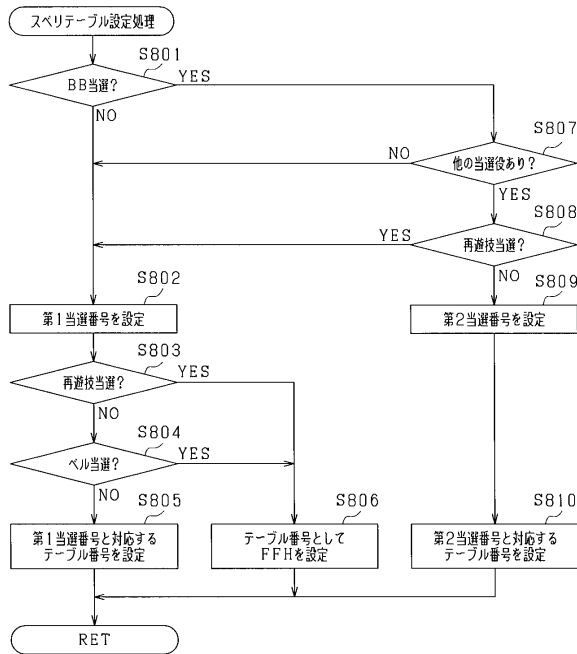 スベリテーブル設定処理
S801
BB当選?
YES
NO
S807
他の当選役あり?
NO
YES
S808
再遊技当選?
YES
NO
S802
第1当選番号を設定
S809
第2当選番号を設定
S803
再遊技当選?
YES
NO
S804
ベル当選?
YES
NO
S805
第1当選番号と対応する
テーブル番号を設定
S806
テーブル番号として
FFHを設定
S810
第2当選番号と対応する
テーブル番号を設定
RET